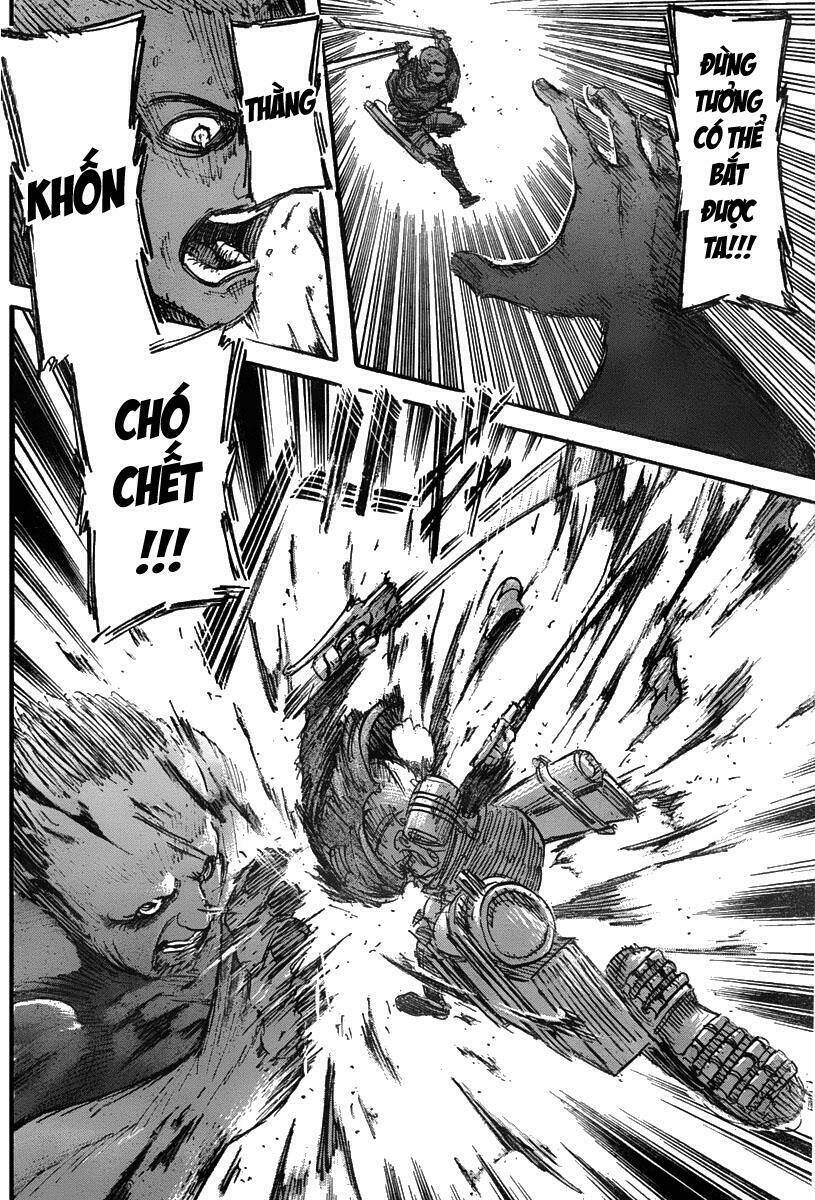 ĐỪNG
TƯỞNG
CÓ THỂ
BẮT
ĐƯỢC
TA!!!
THẰNG
KHỐN
CHÓ
CHẾT
!!!